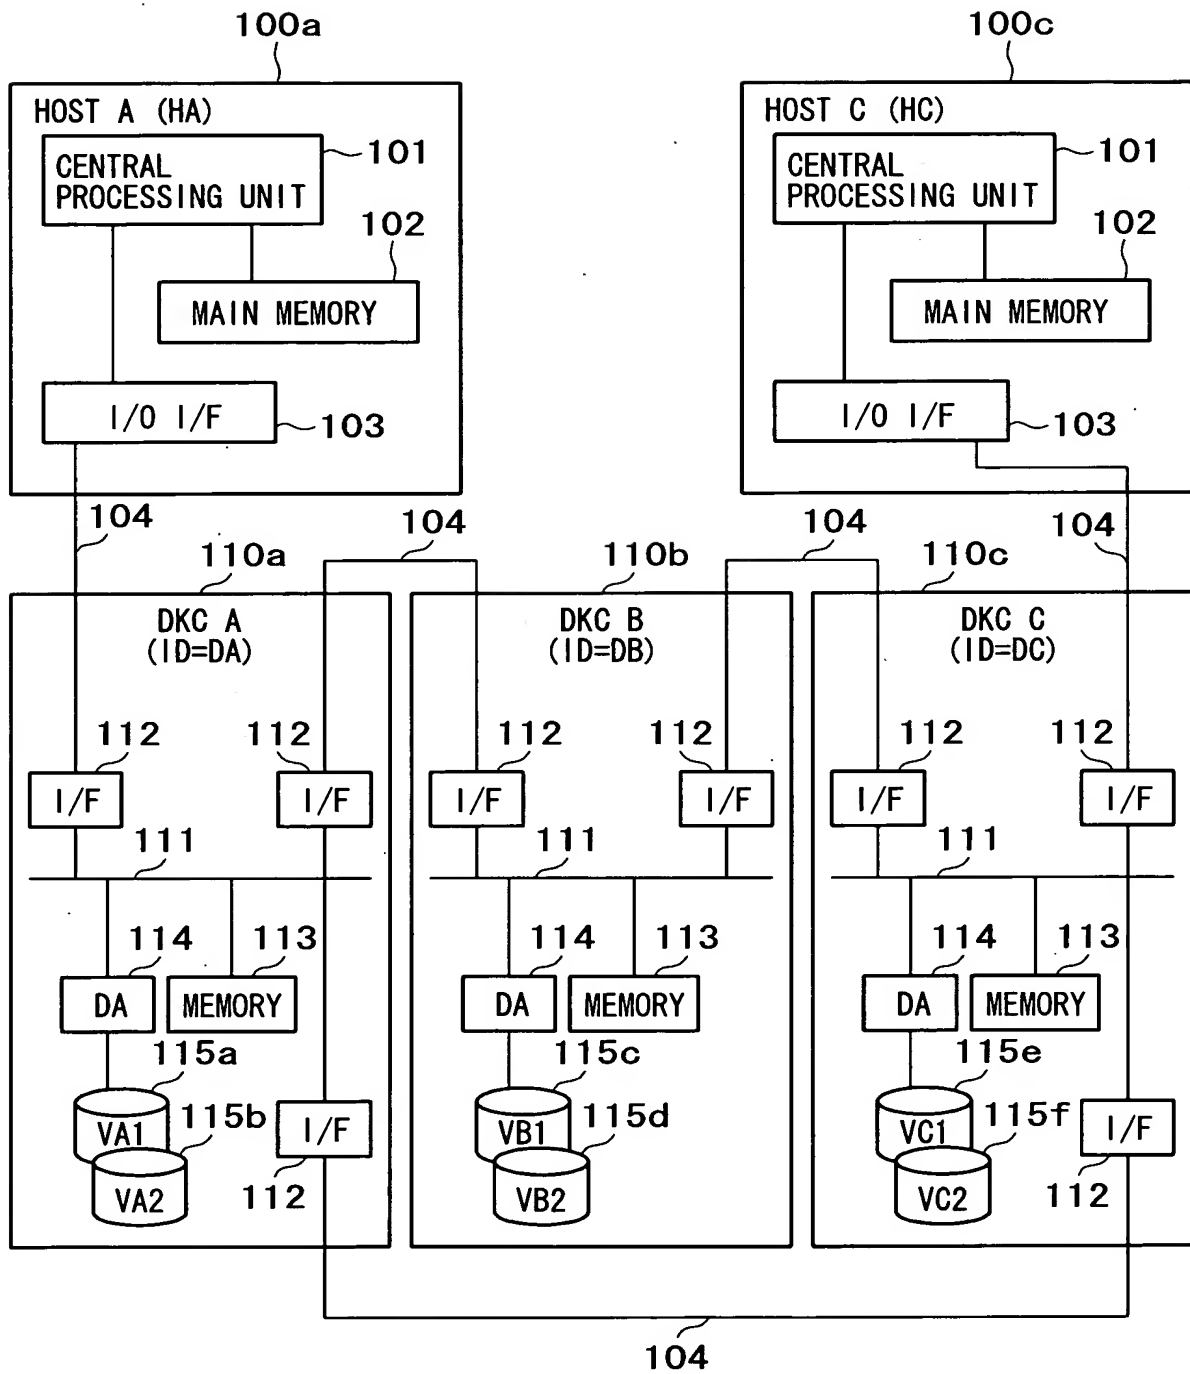 100a
100c
HOST A (HA)
CENTRAL
PROCESSING UNIT
101
102
MAIN MEMORY
I/O I/F
103
HOST C (HC)
CENTRAL
PROCESSING UNIT
101
102
MAIN MEMORY
I/O I/F
103
104
104
104
104
110a
110b
110c
DKC A
(ID=DA)
112
112
I/F
I/F
111
114
113
DA
MEMORY
115a
VA1
115b
VA2
I/F
112
DKC B
(ID=DB)
112
112
I/F
I/F
111
114
113
DA
MEMORY
115c
VB1
115d
VB2
DKC C
(ID=DC)
112
112
I/F
I/F
111
114
113
DA
MEMORY
115e
VC1
115f
VC2
I/F
112
104